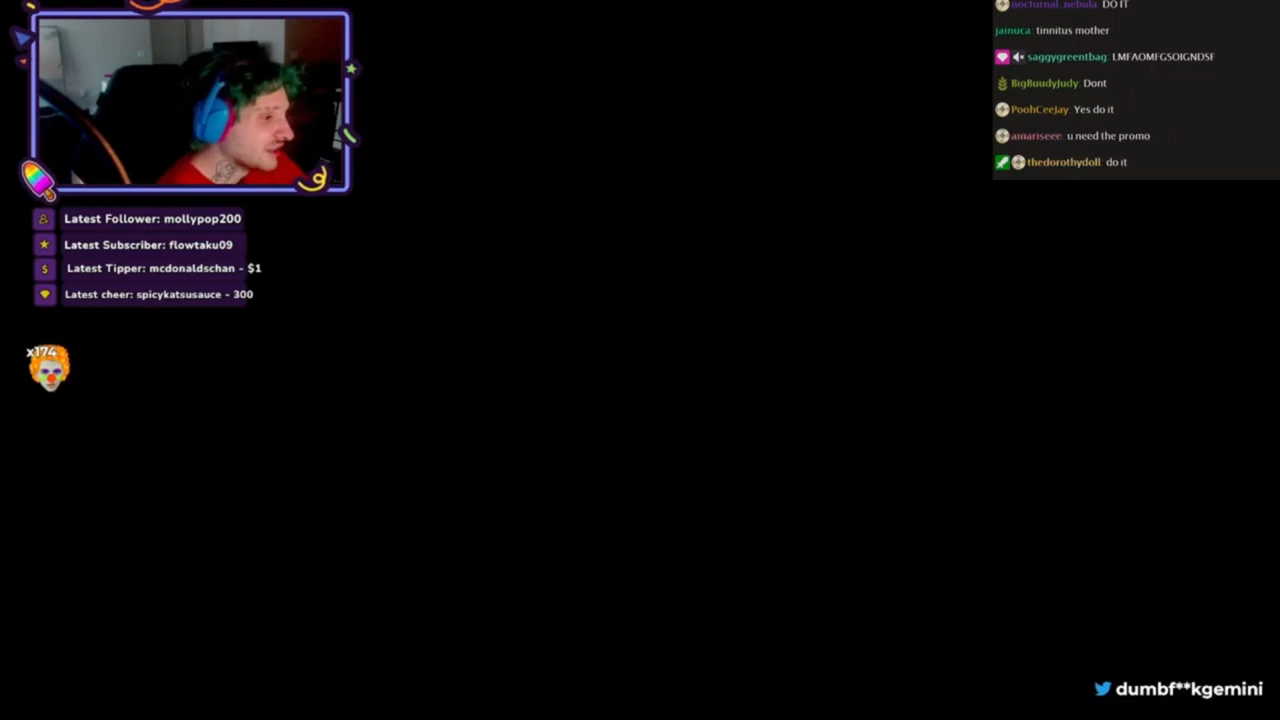 nocturnal_nebula: DO IT
jainuca: tinnitus mother
saggygreentbag: LMFAOMFGSOIGNDSF
BigBuudyJudy: Dont
PoohCeeJay: Yes do it
amariseee: u need the promo
thedorothydoll: do it
Latest Follower: mollypop200
Latest Subscriber: flowtaku09
Latest Tipper: mcdonaldschan - $1
Latest cheer: spicykatsusauce - 300
x174
dumbf**kgemini